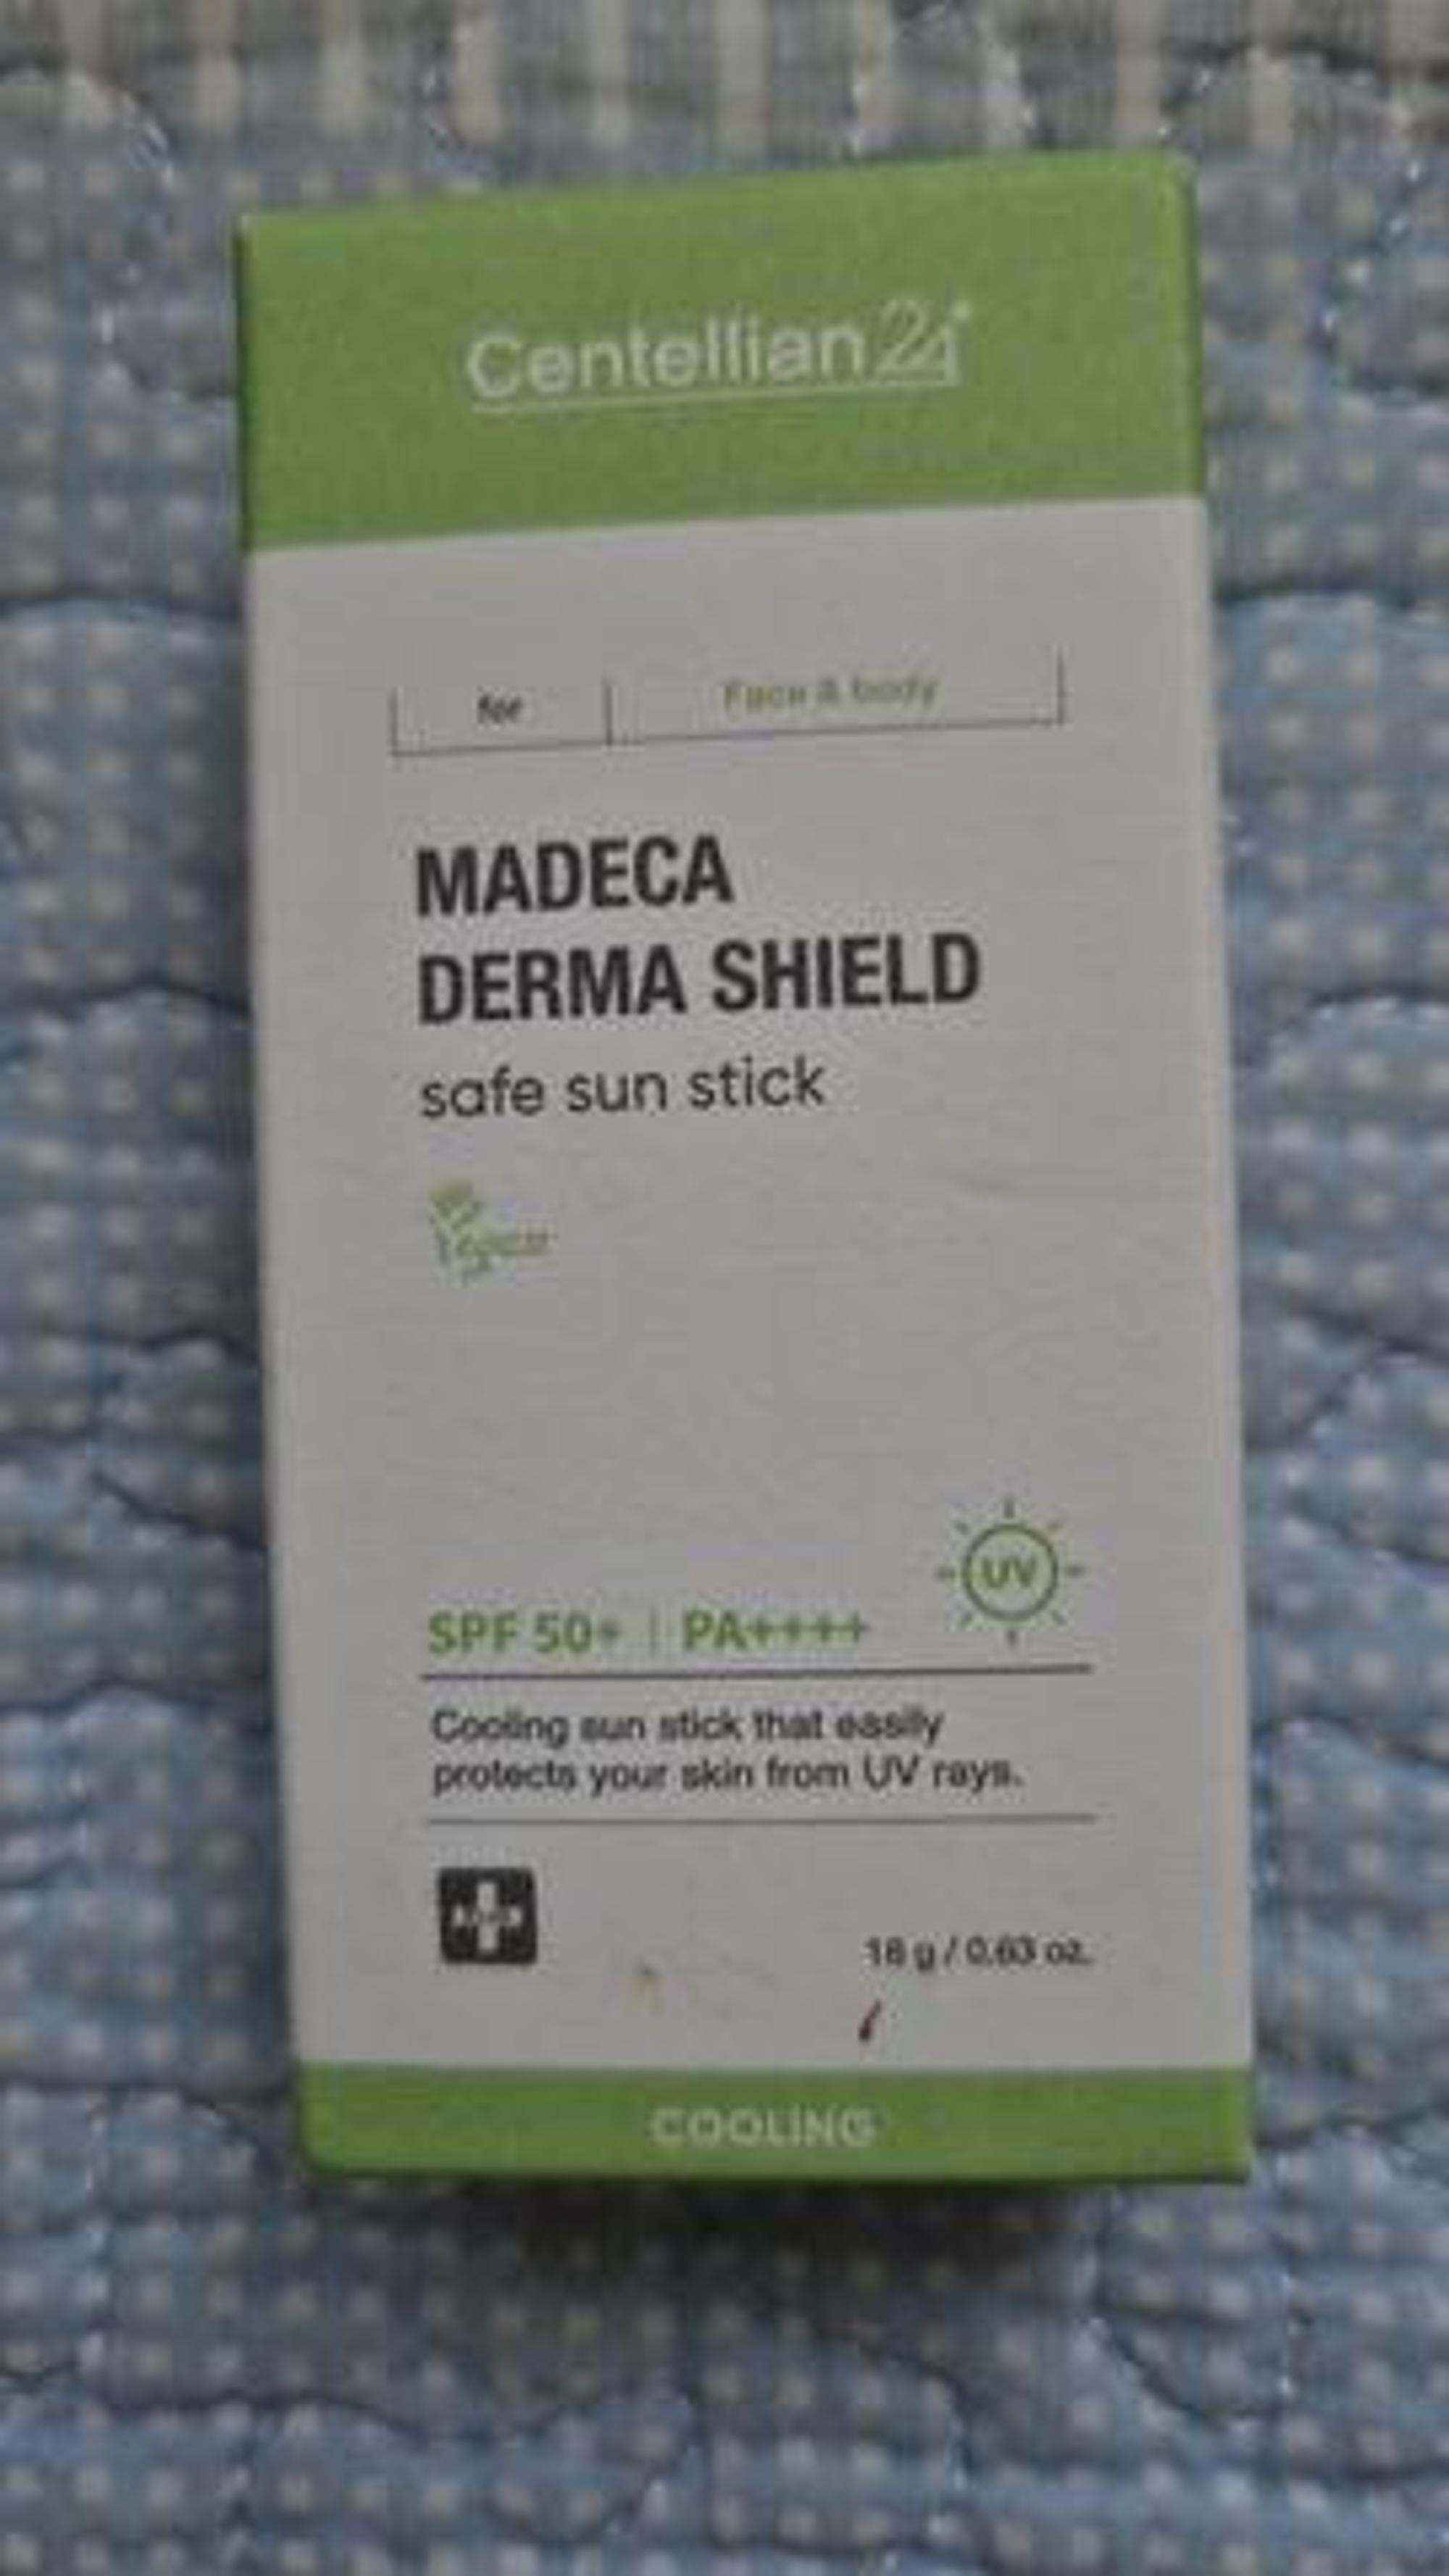 Centellian24
for Face & body
MADECA
DERMA SHIELD
safe sun stick
Vegan
UV
SPF 50+ | PA++++
Cooling sun stick that easily
protects your skin from UV rays.
18 g / 0.63 oz.
COOLING